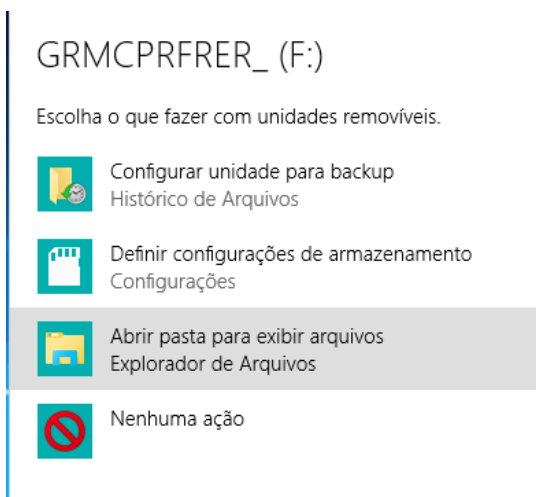 GRMCPRFRER_ (F:)
Escolha o que fazer com unidades removíveis.
Configurar unidade para backup
Histórico de Arquivos
Definir configurações de armazenamento
Configurações
Abrir pasta para exibir arquivos
Explorador de Arquivos
Nenhuma ação